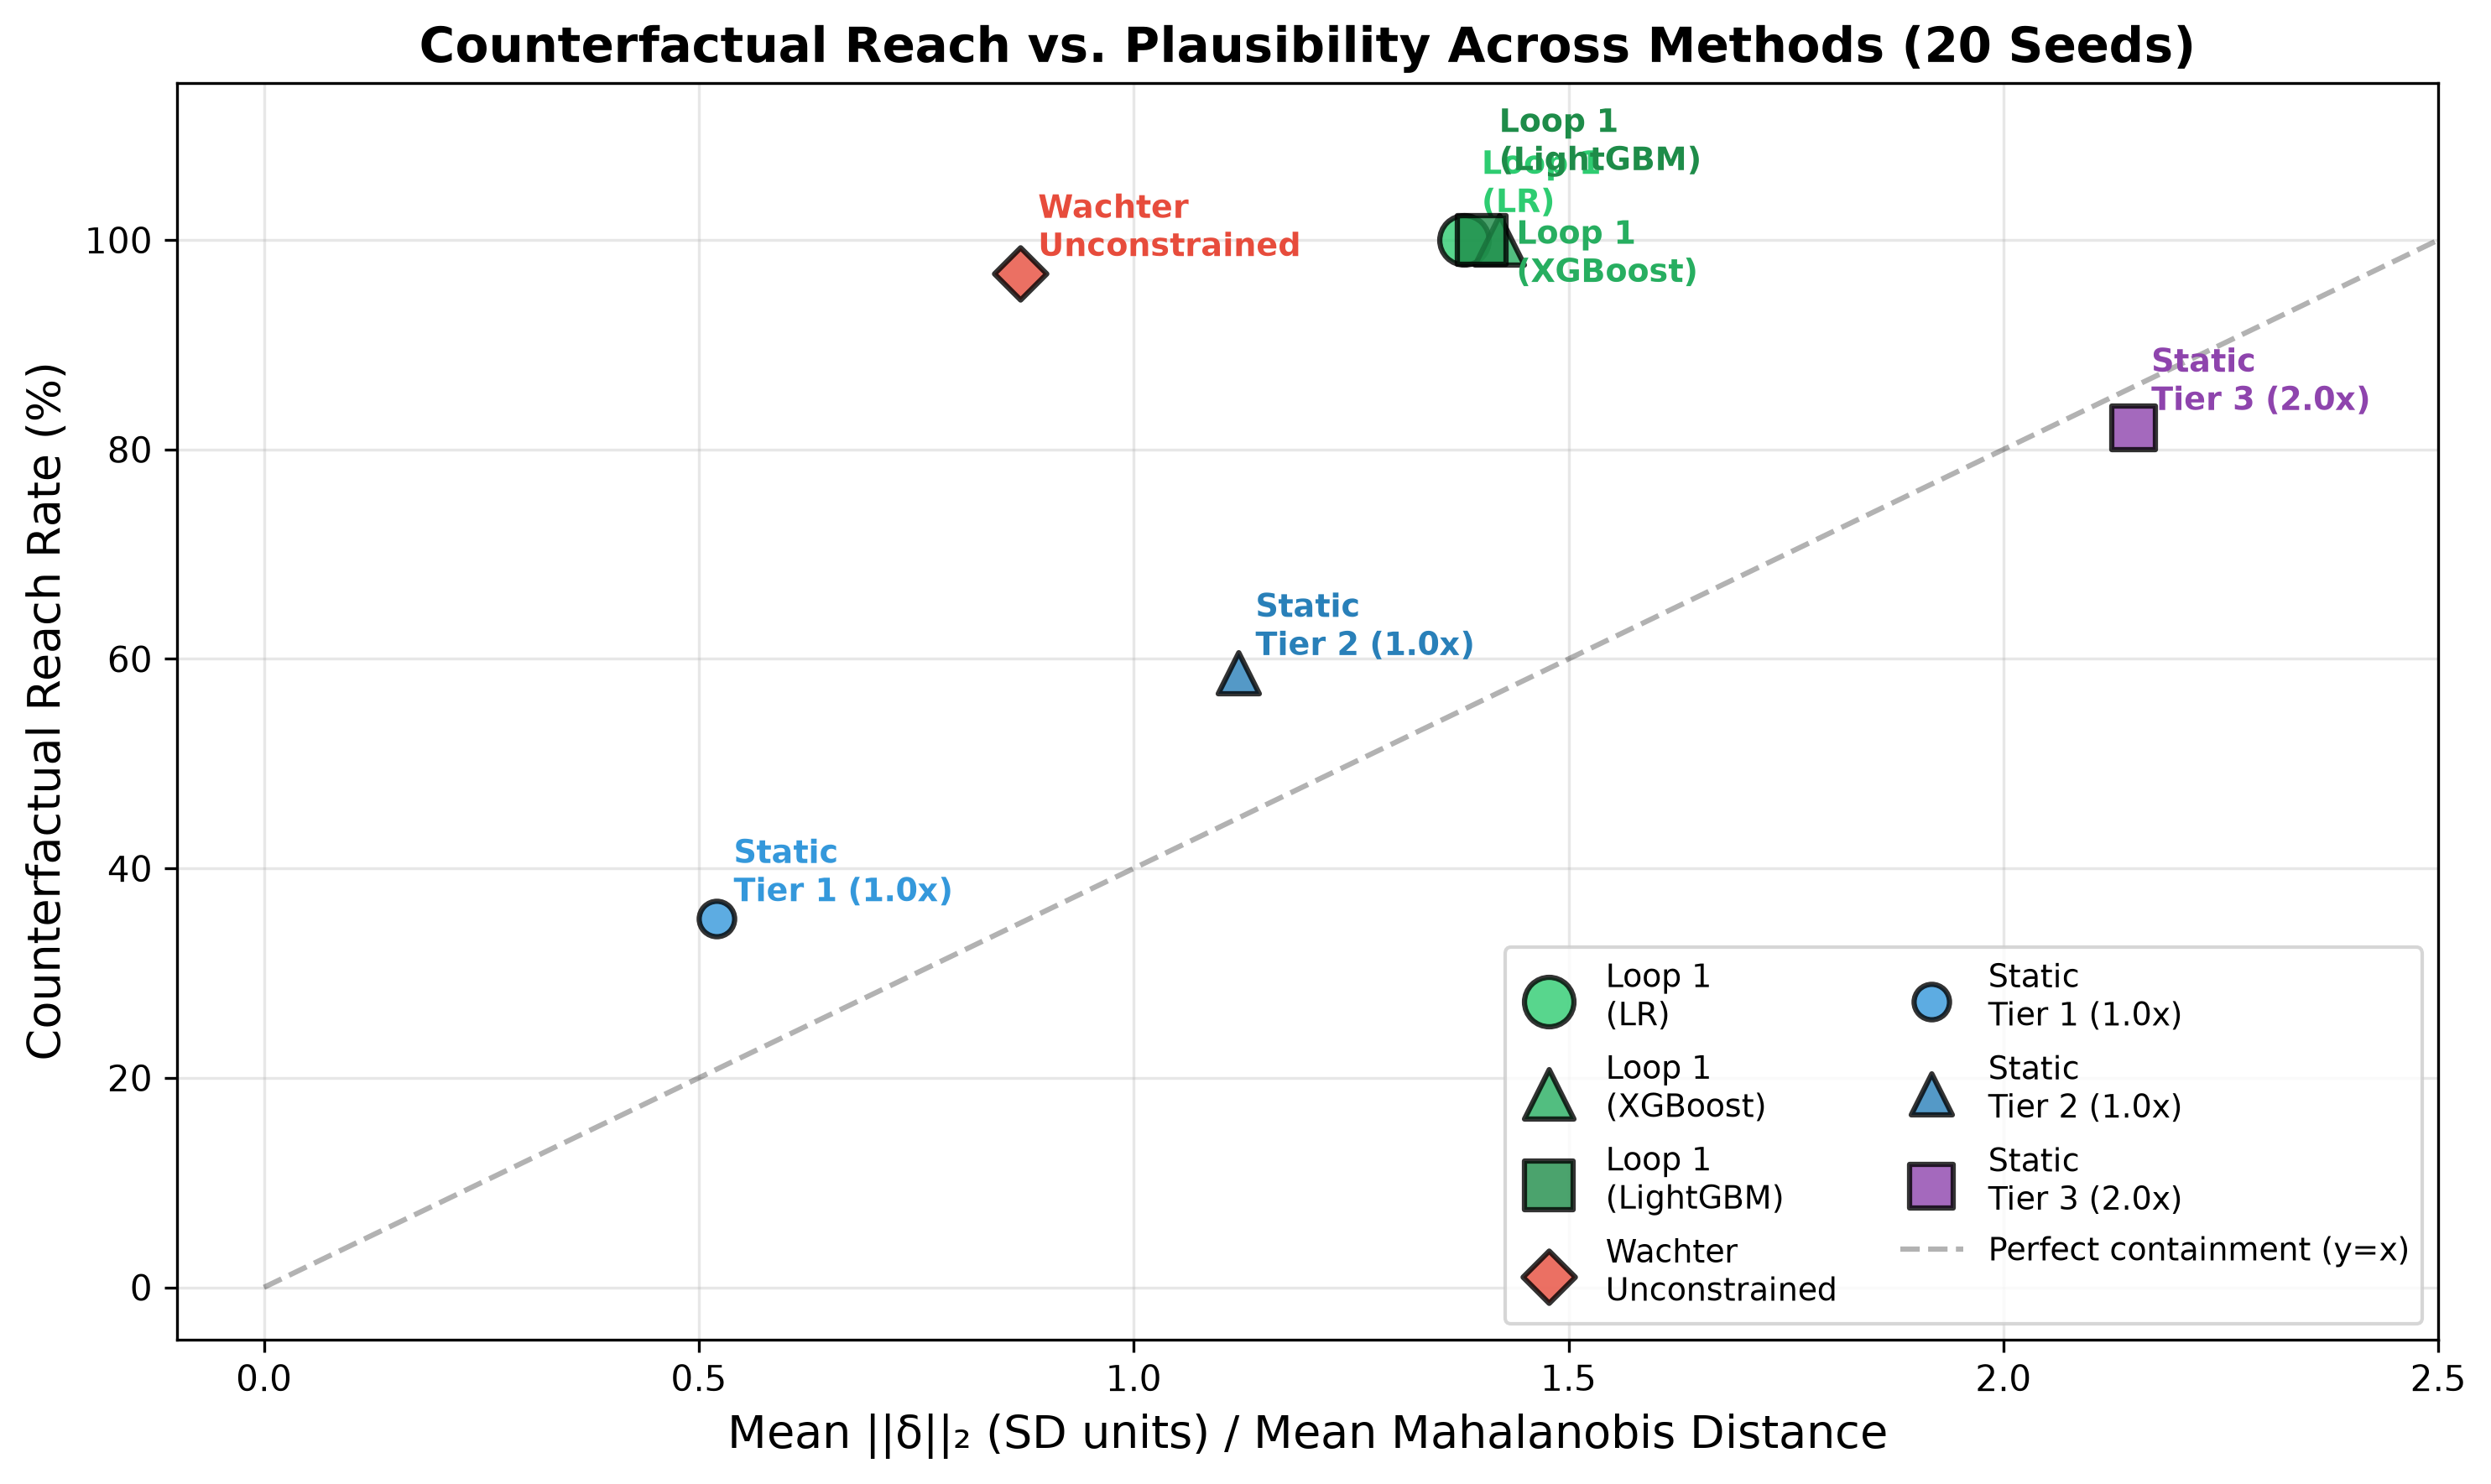 Counterfactual Reach vs. Plausibility Across Methods (20 Seeds)
Counterfactual Reach Rate (%)
100
80
60
40
20
0
Loop 1
(LightGBM)
Loop 1
(LR)
Loop 1
(XGBoost)
Wachter
Unconstrained
Static
Tier 3 (2.0x)
Static
Tier 2 (1.0x)
Static
Tier 1 (1.0x)
Loop 1
(LR)
Loop 1
(XGBoost)
Loop 1
(LightGBM)
Wachter
Unconstrained
Static
Tier 1 (1.0x)
Static
Tier 2 (1.0x)
Static
Tier 3 (2.0x)
Perfect containment (y=x)
0.0
0.5
1.0
1.5
2.0
2.5
Mean ||δ||₂ (SD units) / Mean Mahalanobis Distance